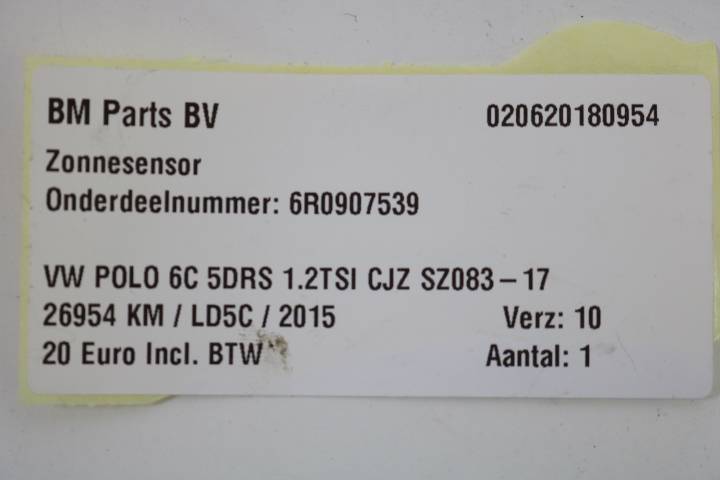 BM Parts BV 020620180954
Zonnesensor
Onderdeelnummer: 6R0907539
VW POLO 6C 5DRS 1.2TSI CJZ SZ083-17
26954 KM / LD5C / 2015 Verz: 10
20 Euro Incl. BTW Aantal: 1